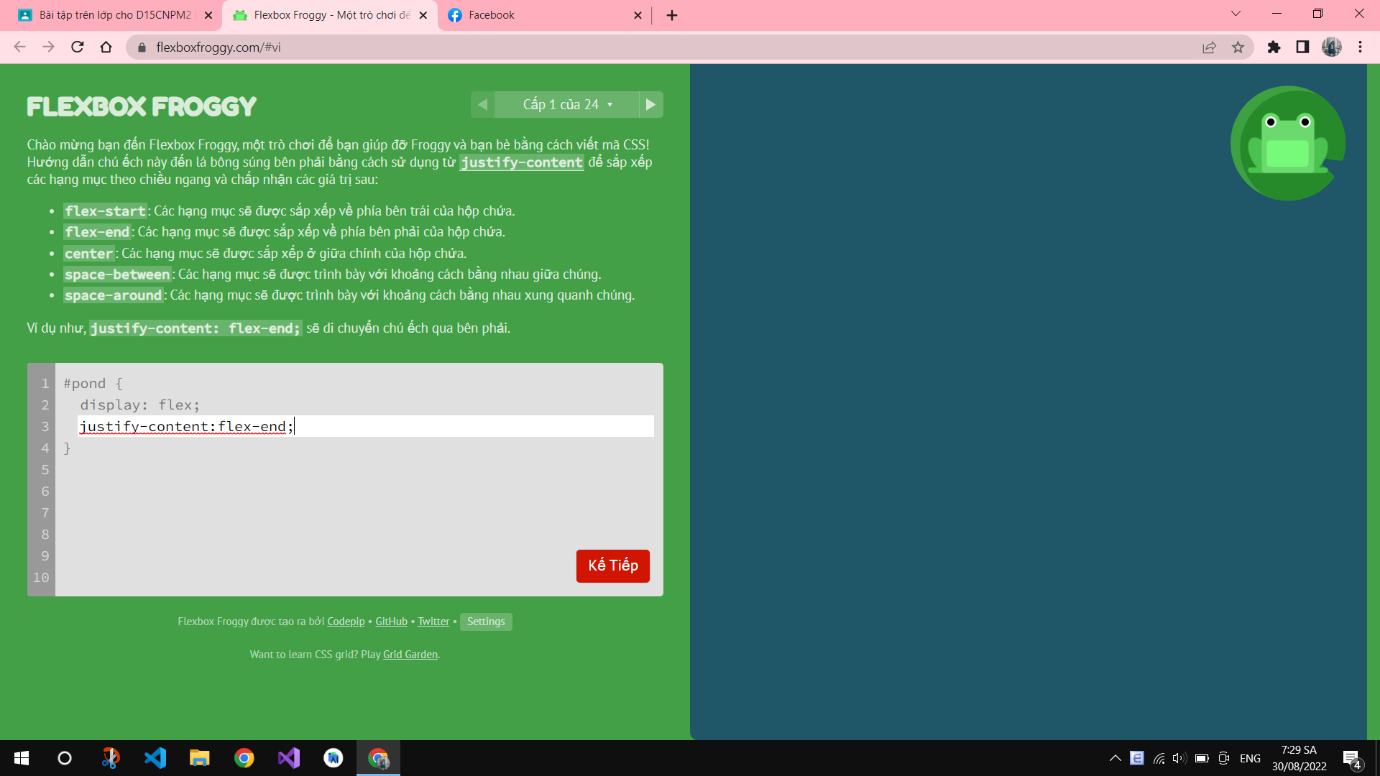 Bài tập trên lớp cho D15CNPM2
Flexbox Froggy - Một trò chơi để
Facebook
flexboxfroggy.com/#vi
FLEXBOX FROGGY
Cấp 1 của 24
Chào mừng bạn đến Flexbox Froggy, một trò chơi để bạn giúp đỡ Froggy và bạn bè bằng cách viết mã CSS!
Hướng dẫn chú ếch này đến lá bông súng bên phải bằng cách sử dụng từ justify-content để sắp xếp
các hạng mục theo chiều ngang và chấp nhận các giá trị sau:
• flex-start: Các hạng mục sẽ được sắp xếp về phía bên trái của hộp chứa.
• flex-end: Các hạng mục sẽ được sắp xếp về phía bên phải của hộp chứa.
• center: Các hạng mục sẽ được sắp xếp ở giữa chính của hộp chứa.
• space-between: Các hạng mục sẽ được trình bày với khoảng cách bằng nhau giữa chúng.
• space-around: Các hạng mục sẽ được trình bày với khoảng cách bằng nhau xung quanh chúng.
Ví dụ như, justify-content: flex-end; sẽ di chuyển chú ếch qua bên phải.
1 #pond {
2 display: flex;
3 justify-content:flex-end;
4 }
5
6
7
8
9
10
Kế Tiếp
Flexbox Froggy được tạo ra bởi Codepip • GitHub • Twitter • Settings
Want to learn CSS grid? Play Grid Garden.
ENG
7:29 SA
30/08/2022
4